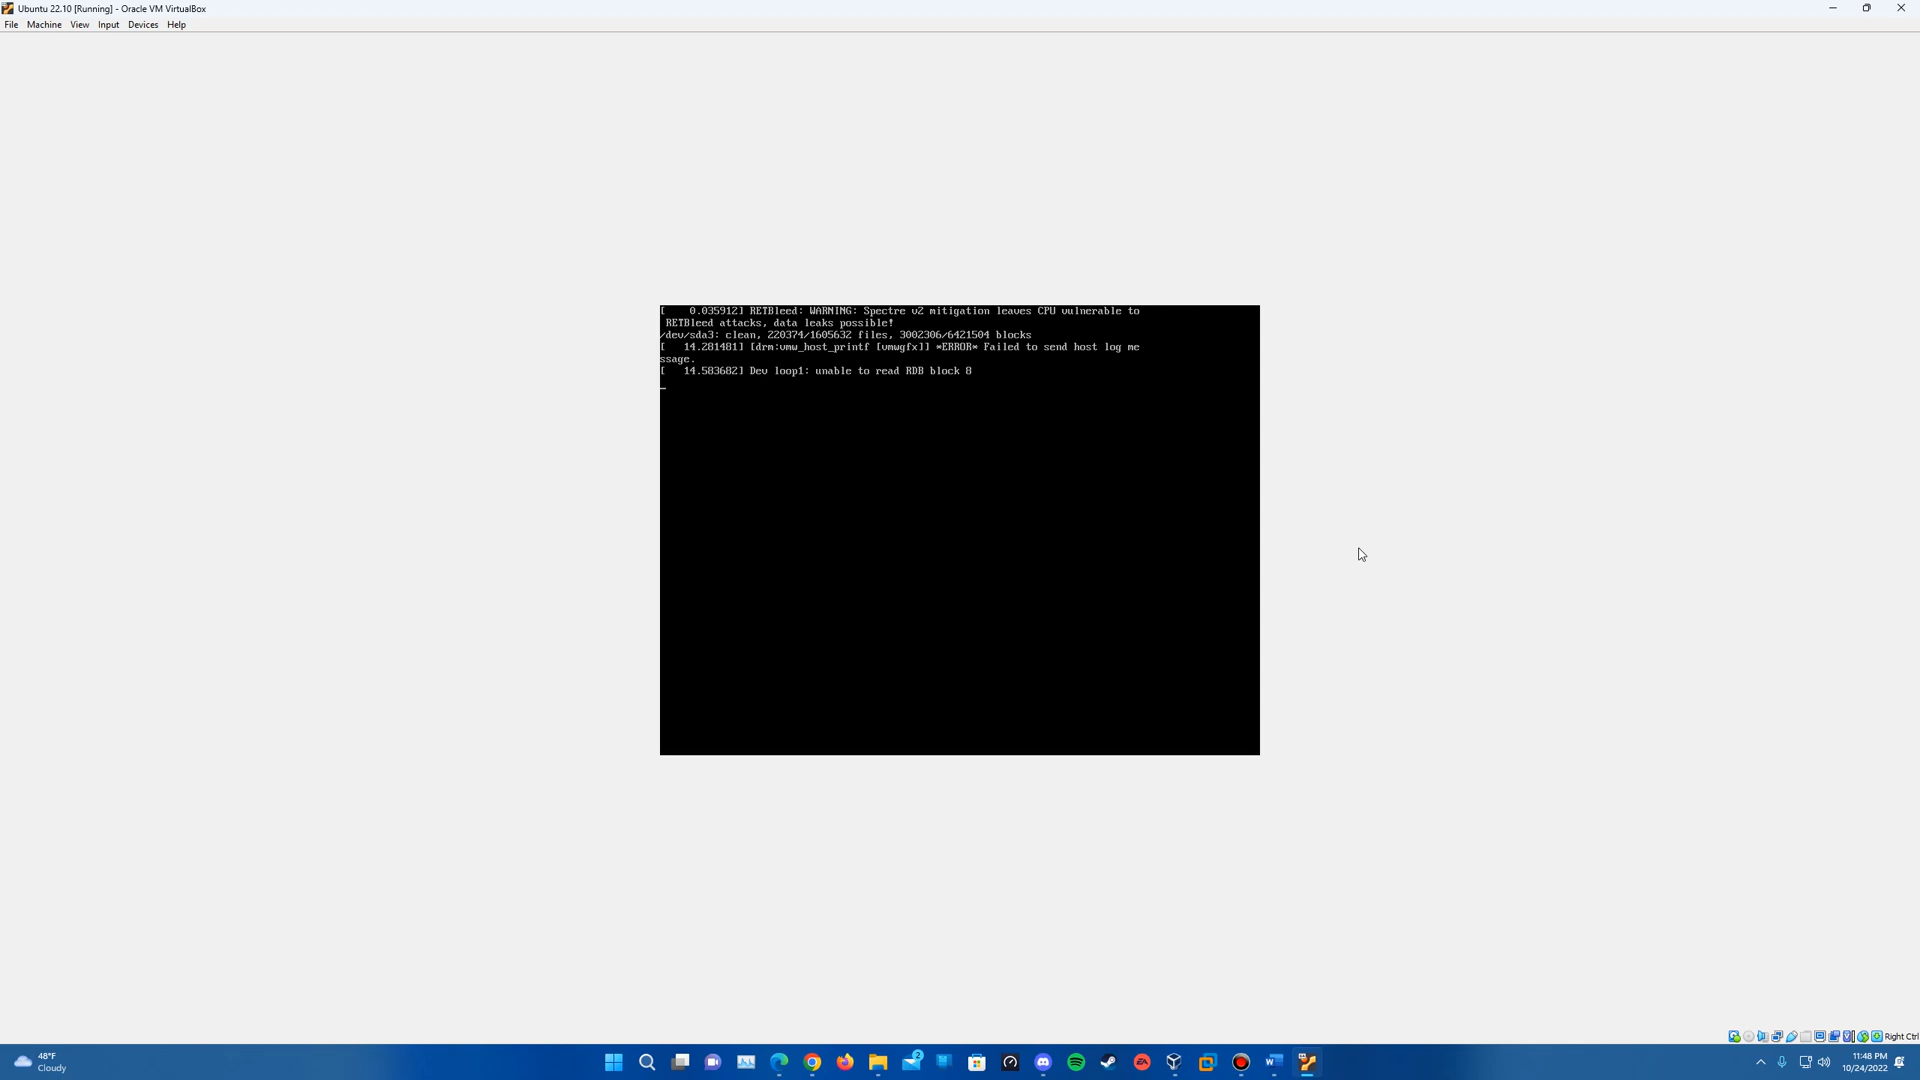 Ubuntu 22.10 [Running] - Oracle VM VirtualBox
File Machine View Input Devices Help
[    0.035912] RETBleed: WARNING: Spectre v2 mitigation leaves CPU vulnerable to
RETBleed attacks, data leaks possible!
/dev/sda3: clean, 220374/1605632 files, 3002306/6421504 blocks
[   14.281481] [drm:vmw_host_printf [vmwgfx]] *ERROR* Failed to send host log me
ssage.
[   14.583682] Dev loop1: unable to read RDB block 8
_
Right Ctrl
48°F
Cloudy
2
EA
W
11:48 PM
10/24/2022